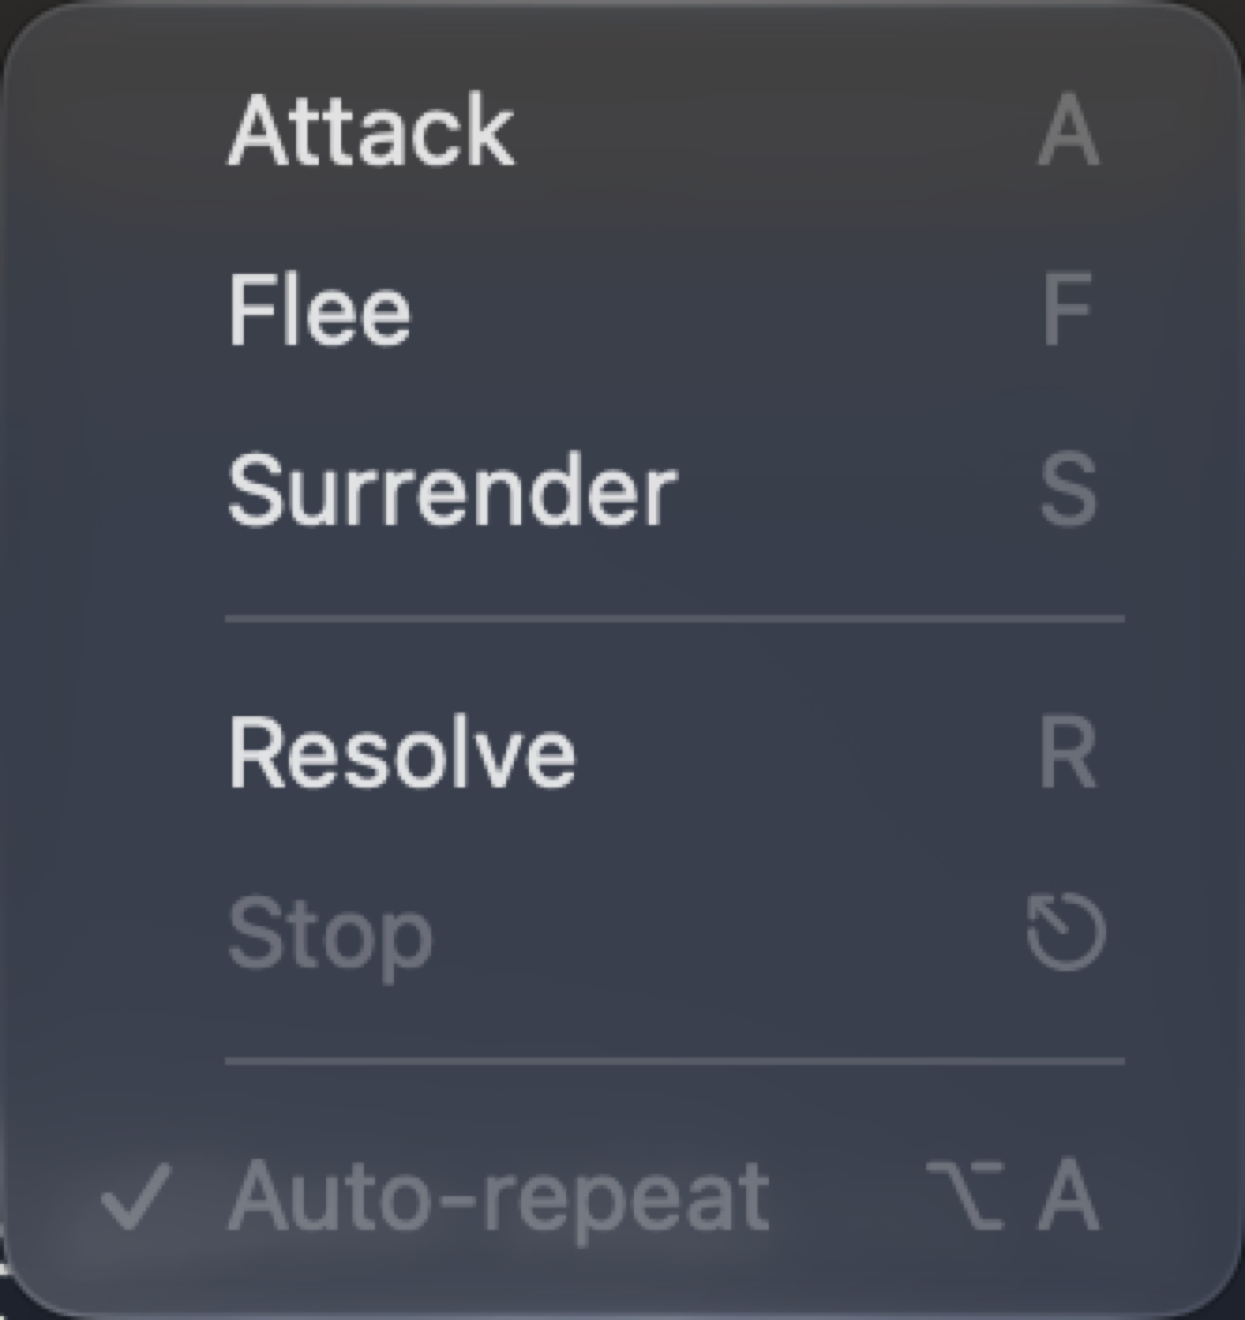 Attack A
Flee F
Surrender S
Resolve R
Stop ⎋
✓ Auto-repeat ⌥ A